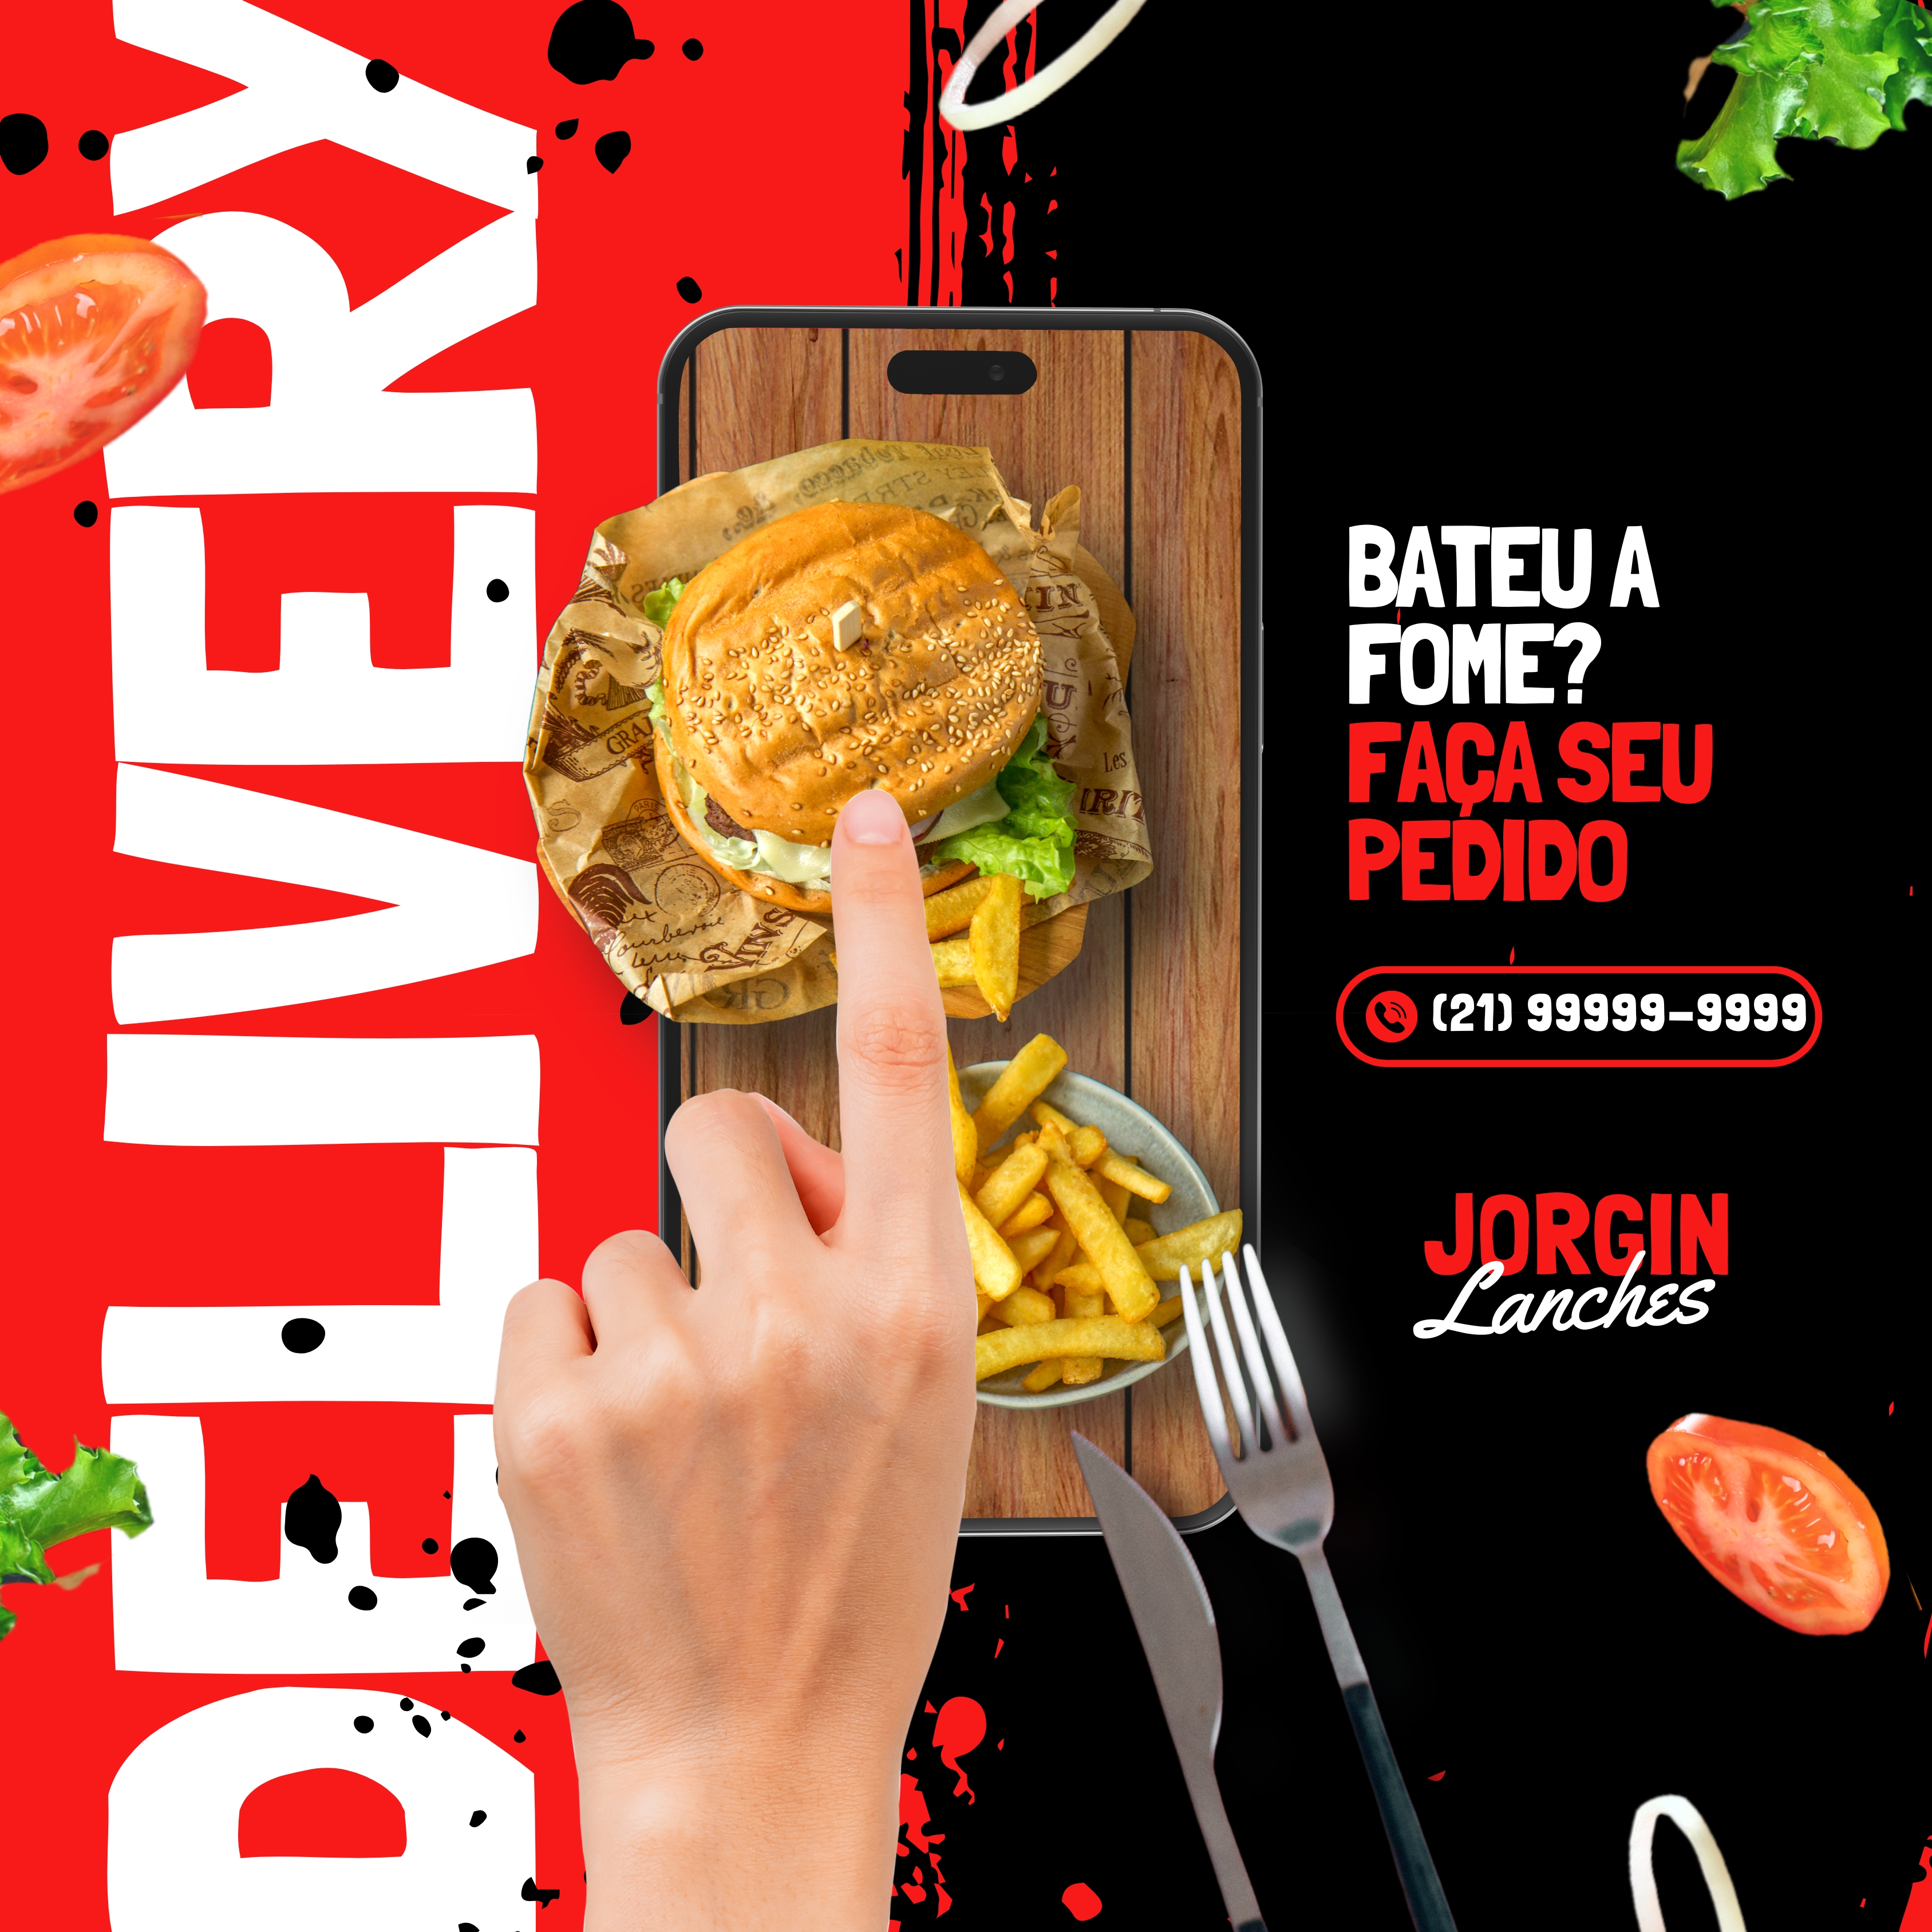 DELIVERY
BATEU A
FOME?
FAÇA SEU
PEDIDO
(21) 99999-9999
JORGIN
Lanches